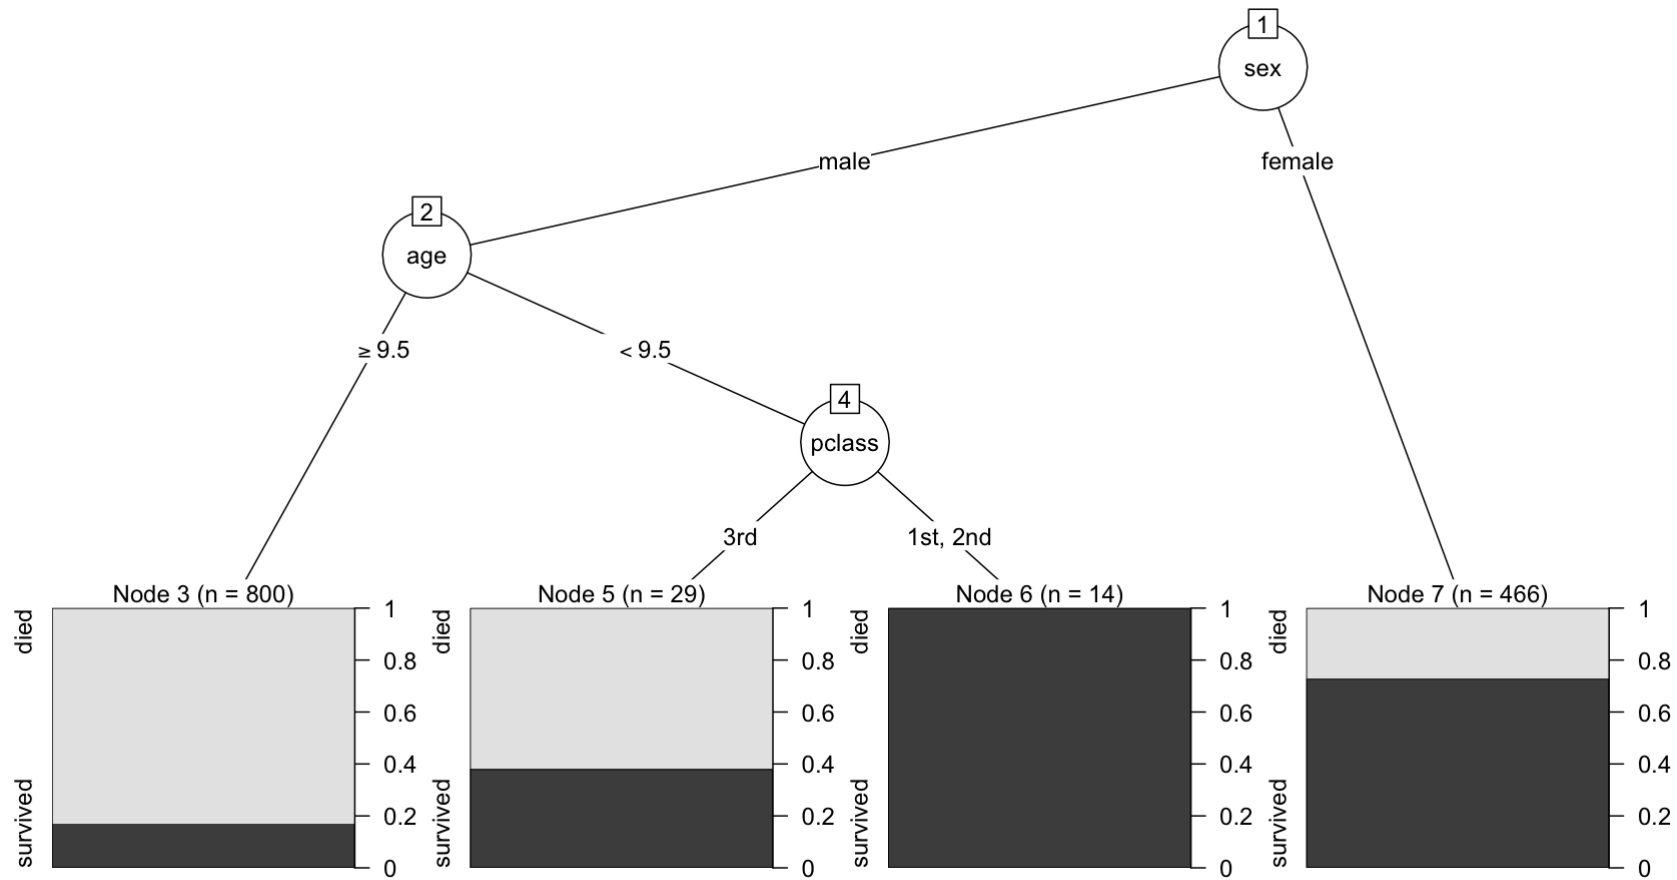 1
sex
male
female
2
age
≥ 9.5
< 9.5
4
pclass
3rd
1st, 2nd
Node 3 (n = 800)
died
survived
1
0.8
0.6
0.4
0.2
0
Node 5 (n = 29)
died
survived
1
0.8
0.6
0.4
0.2
0
Node 6 (n = 14)
died
survived
1
0.8
0.6
0.4
0.2
0
Node 7 (n = 466)
died
survived
1
0.8
0.6
0.4
0.2
0